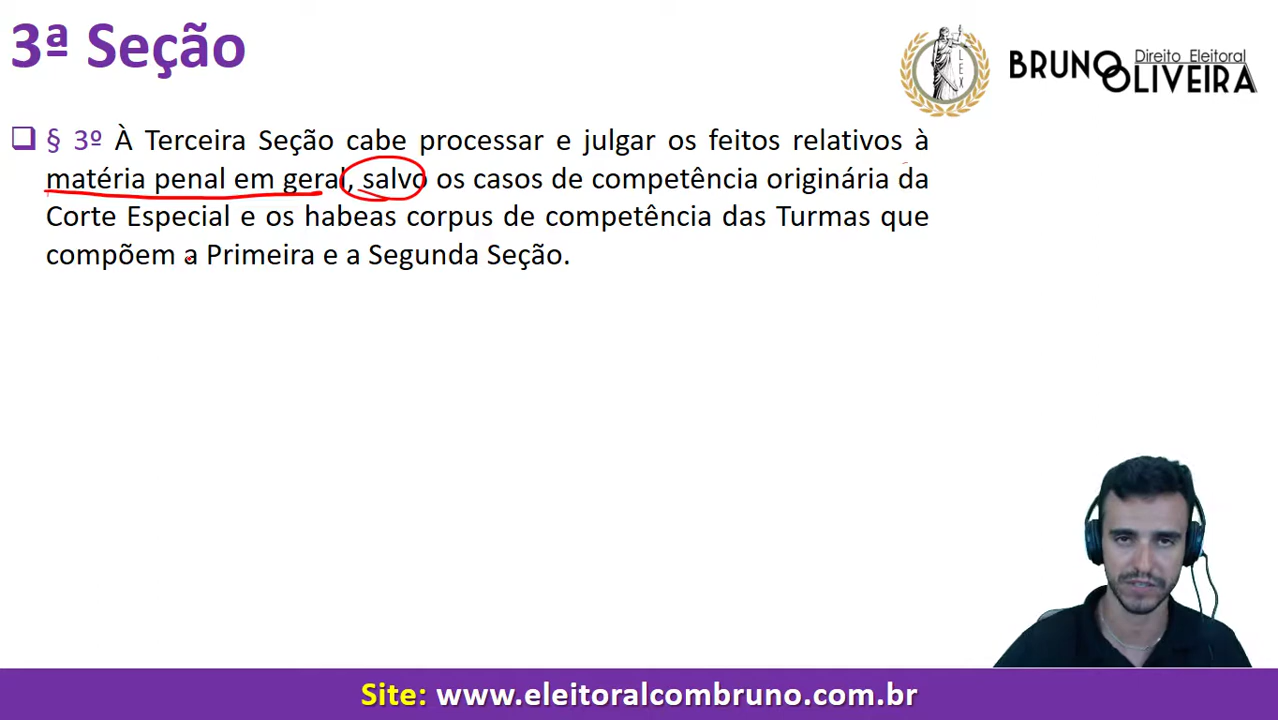 3ª Seção
LEX
BRUNO Direito Eleitoral
OLIVEIRA
§ 3º À Terceira Seção cabe processar e julgar os feitos relativos à
matéria penal em geral, salvo os casos de competência originária da
Corte Especial e os habeas corpus de competência das Turmas que
compõem a Primeira e a Segunda Seção.
Site: www.eleitoralcombruno.com.br